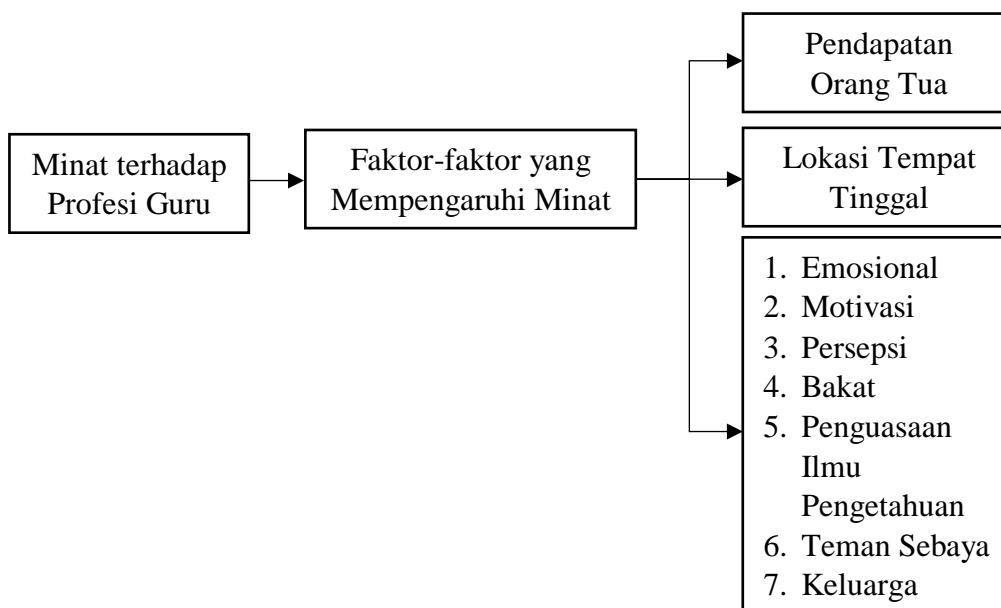 Minat terhadap
Profesi Guru
Faktor-faktor yang
Mempengaruhi Minat
Pendapatan
Orang Tua
Lokasi Tempat
Tinggal
1. Emosional
2. Motivasi
3. Persepsi
4. Bakat
5. Penguasaan
Ilmu
Pengetahuan
6. Teman Sebaya
7. Keluarga